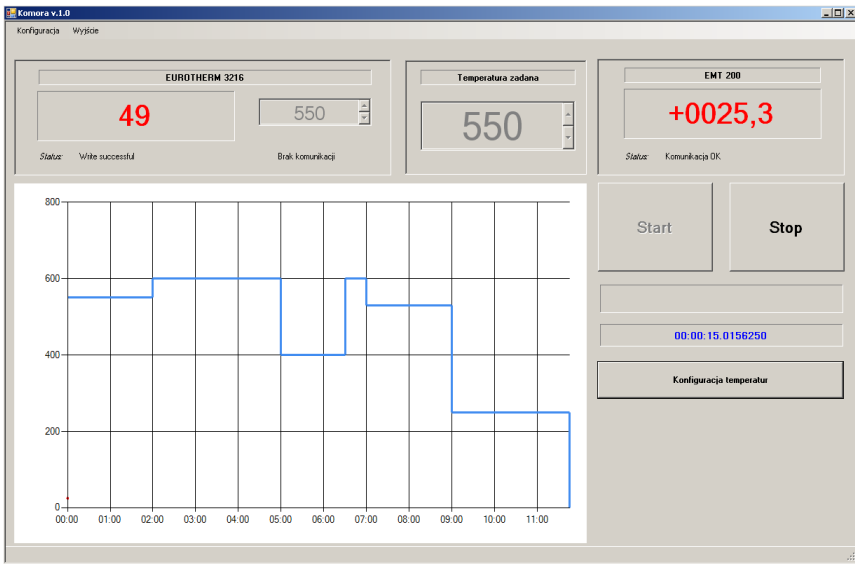 Komora v.1.0
Konfiguracja Wyjście
EUROTHERM 3216
49
550
Status: Write successful
Brak komunikacji
Temperatura zadana
550
EMT 200
+0025,3
Status: Komunikacja OK
800
600
400
200
0
00:00 01:00 02:00 03:00 04:00 05:00 06:00 07:00 08:00 09:00 10:00 11:00
Start
Stop
00:00:15.0156250
Konfiguracja temperatur